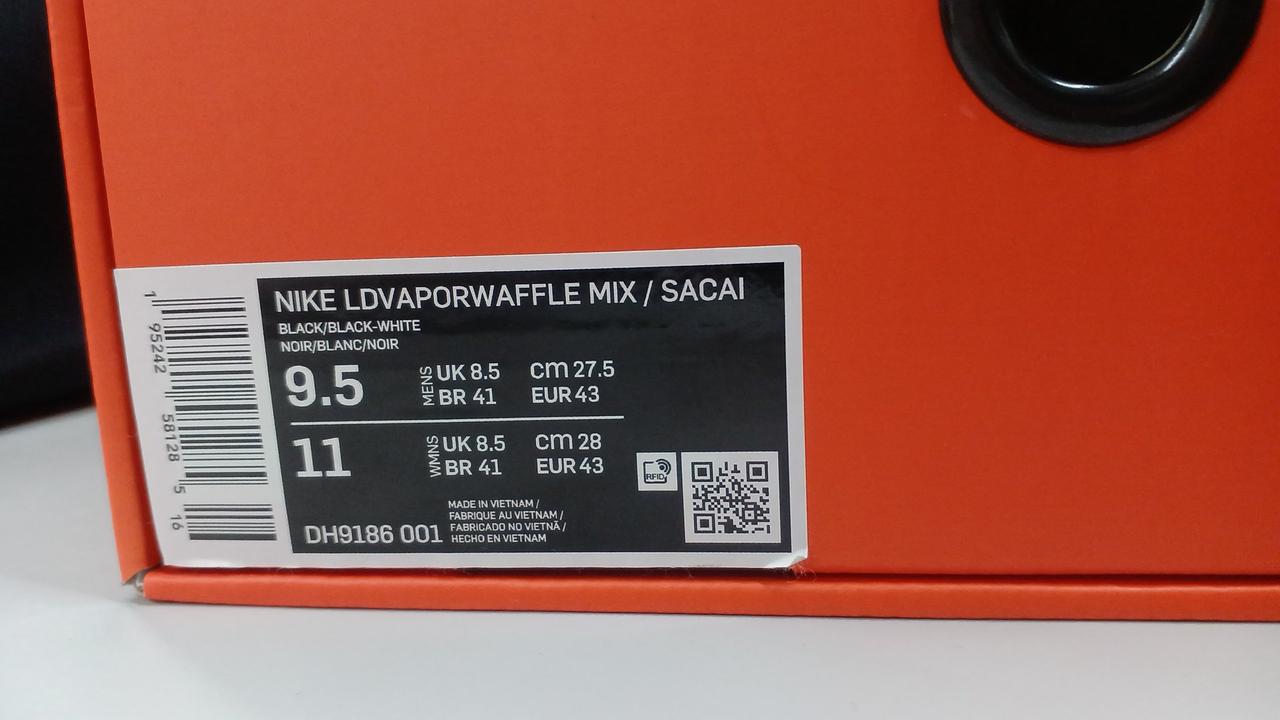 NIKE LDVAPORWAFFLE MIX / SACAI
BLACK/BLACK-WHITE
NOIR/BLANC/NOIR
9.5 MENS UK 8.5 CM 27.5
BR 41 EUR 43
11 WMNS UK 8.5 CM 28
BR 41 EUR 43
RFID
DH9186 001
MADE IN VIETNAM /
FABRIQUE AU VIETNAM /
FABRICADO NO VIETNÃ /
HECHO EN VIETNAM
1 95242 58128 5 16